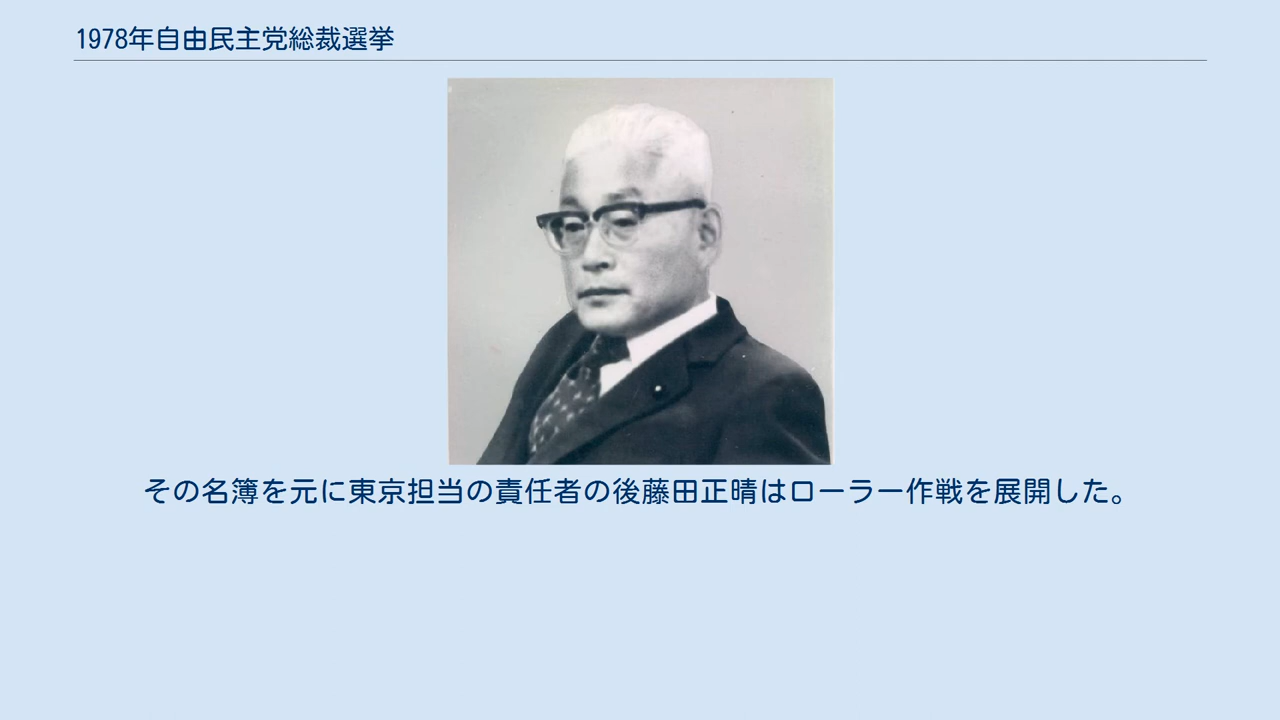 1978年自由民主党総裁選挙
その名簿を元に東京担当の責任者の後藤田正晴はローラー作戦を展開した。